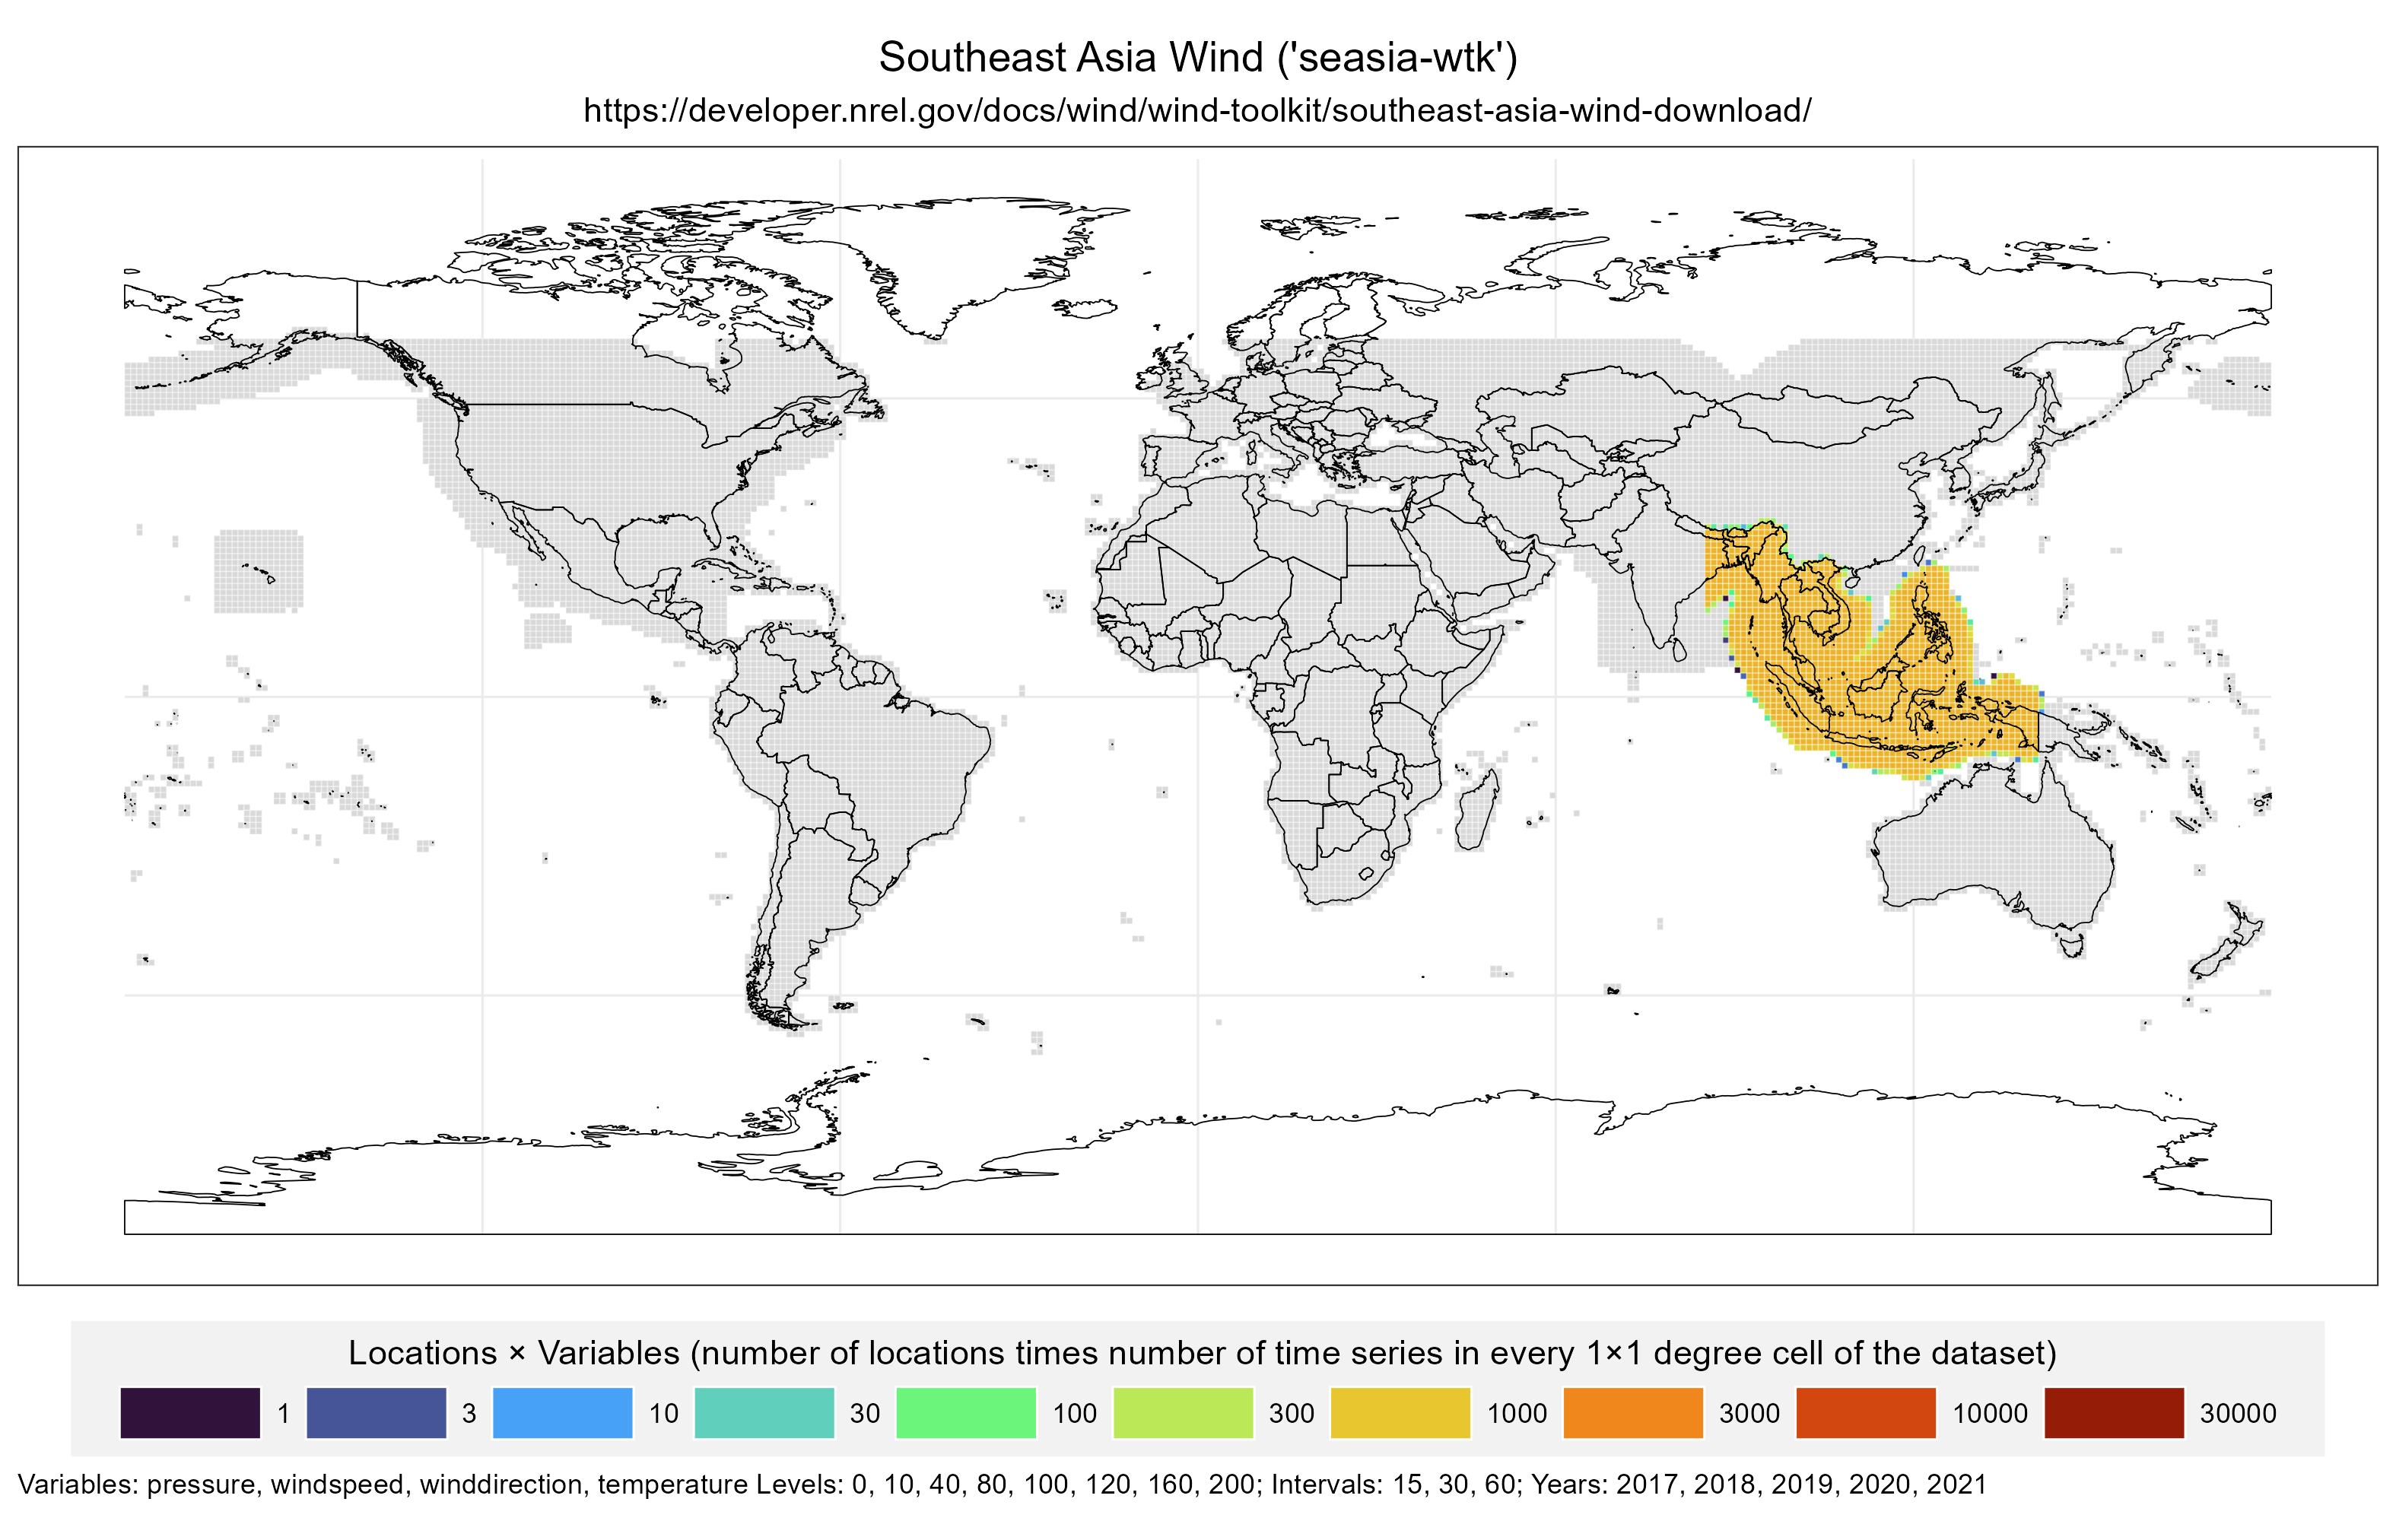 Southeast Asia Wind ('seasia-wtk')
https://developer.nrel.gov/docs/wind/wind-toolkit/southeast-asia-wind-download/
Locations × Variables (number of locations times number of time series in every 1×1 degree cell of the dataset)
1 3 10 30 100 300 1000 3000 10000 30000
Variables: pressure, windspeed, winddirection, temperature Levels: 0, 10, 40, 80, 100, 120, 160, 200; Intervals: 15, 30, 60; Years: 2017, 2018, 2019, 2020, 2021